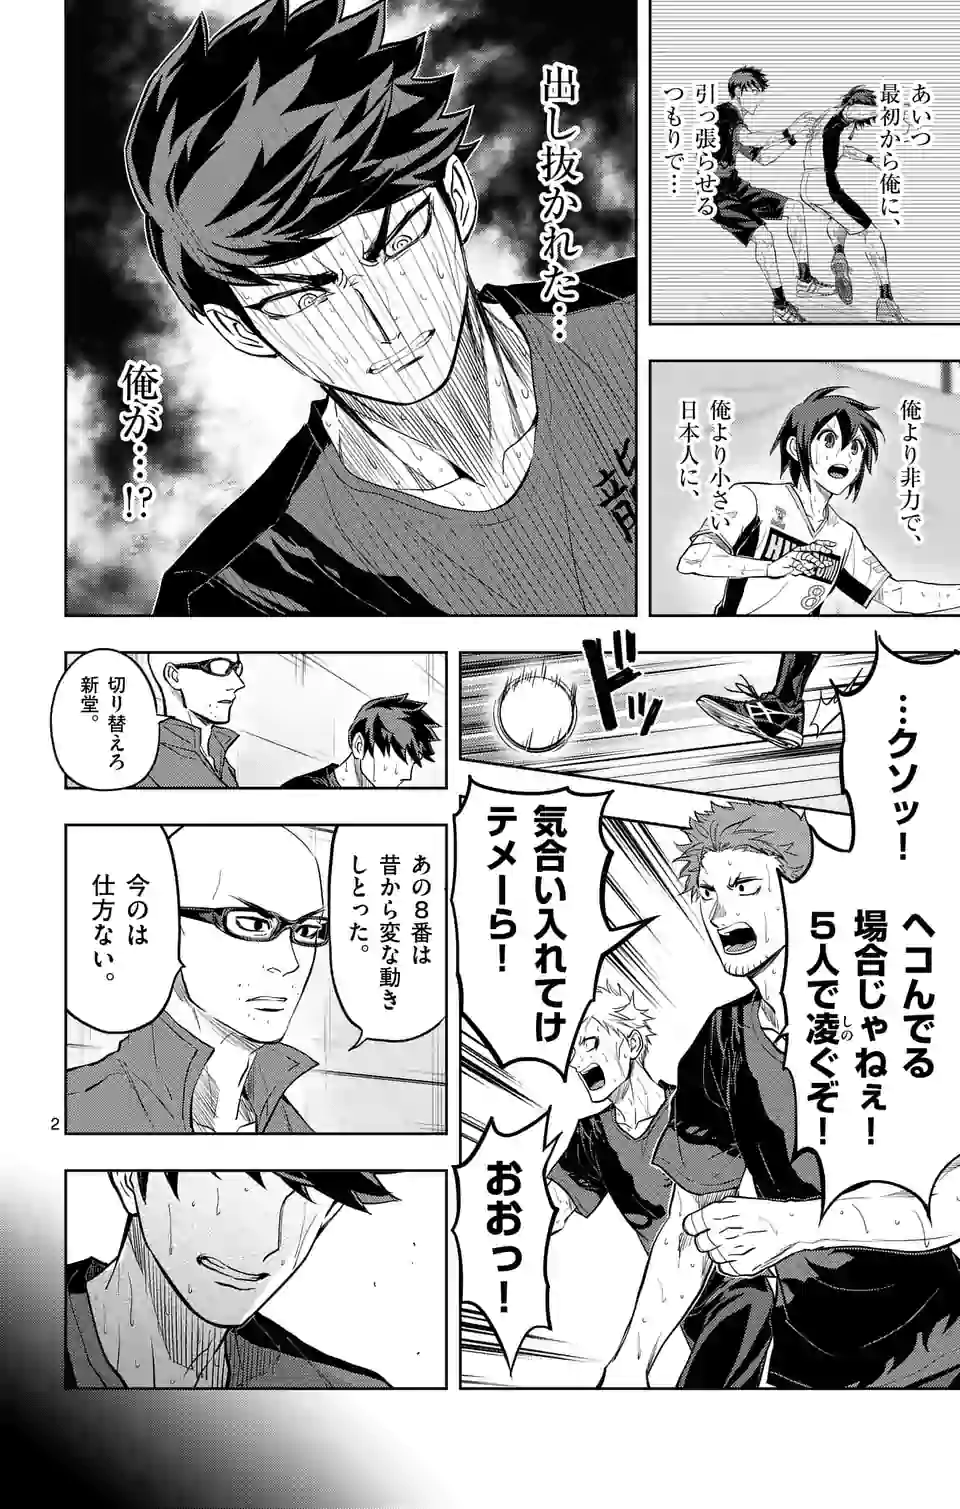 あいつ
最初から俺に、
引っ張らせる
つもりで…
俺より非力で、
俺より小さい
日本人に、
出し抜かれた…
俺が…!?
…クソッ!
ドドッ
ヘコんでる
場合じゃねぇ!
5人で凌ぐぞ!
しの
気合い入れてけ
テメーら!
おおっ!
切り替えろ
新堂。
あの8番は
昔から変な動き
しとった。
今のは
仕方ない。
8
2